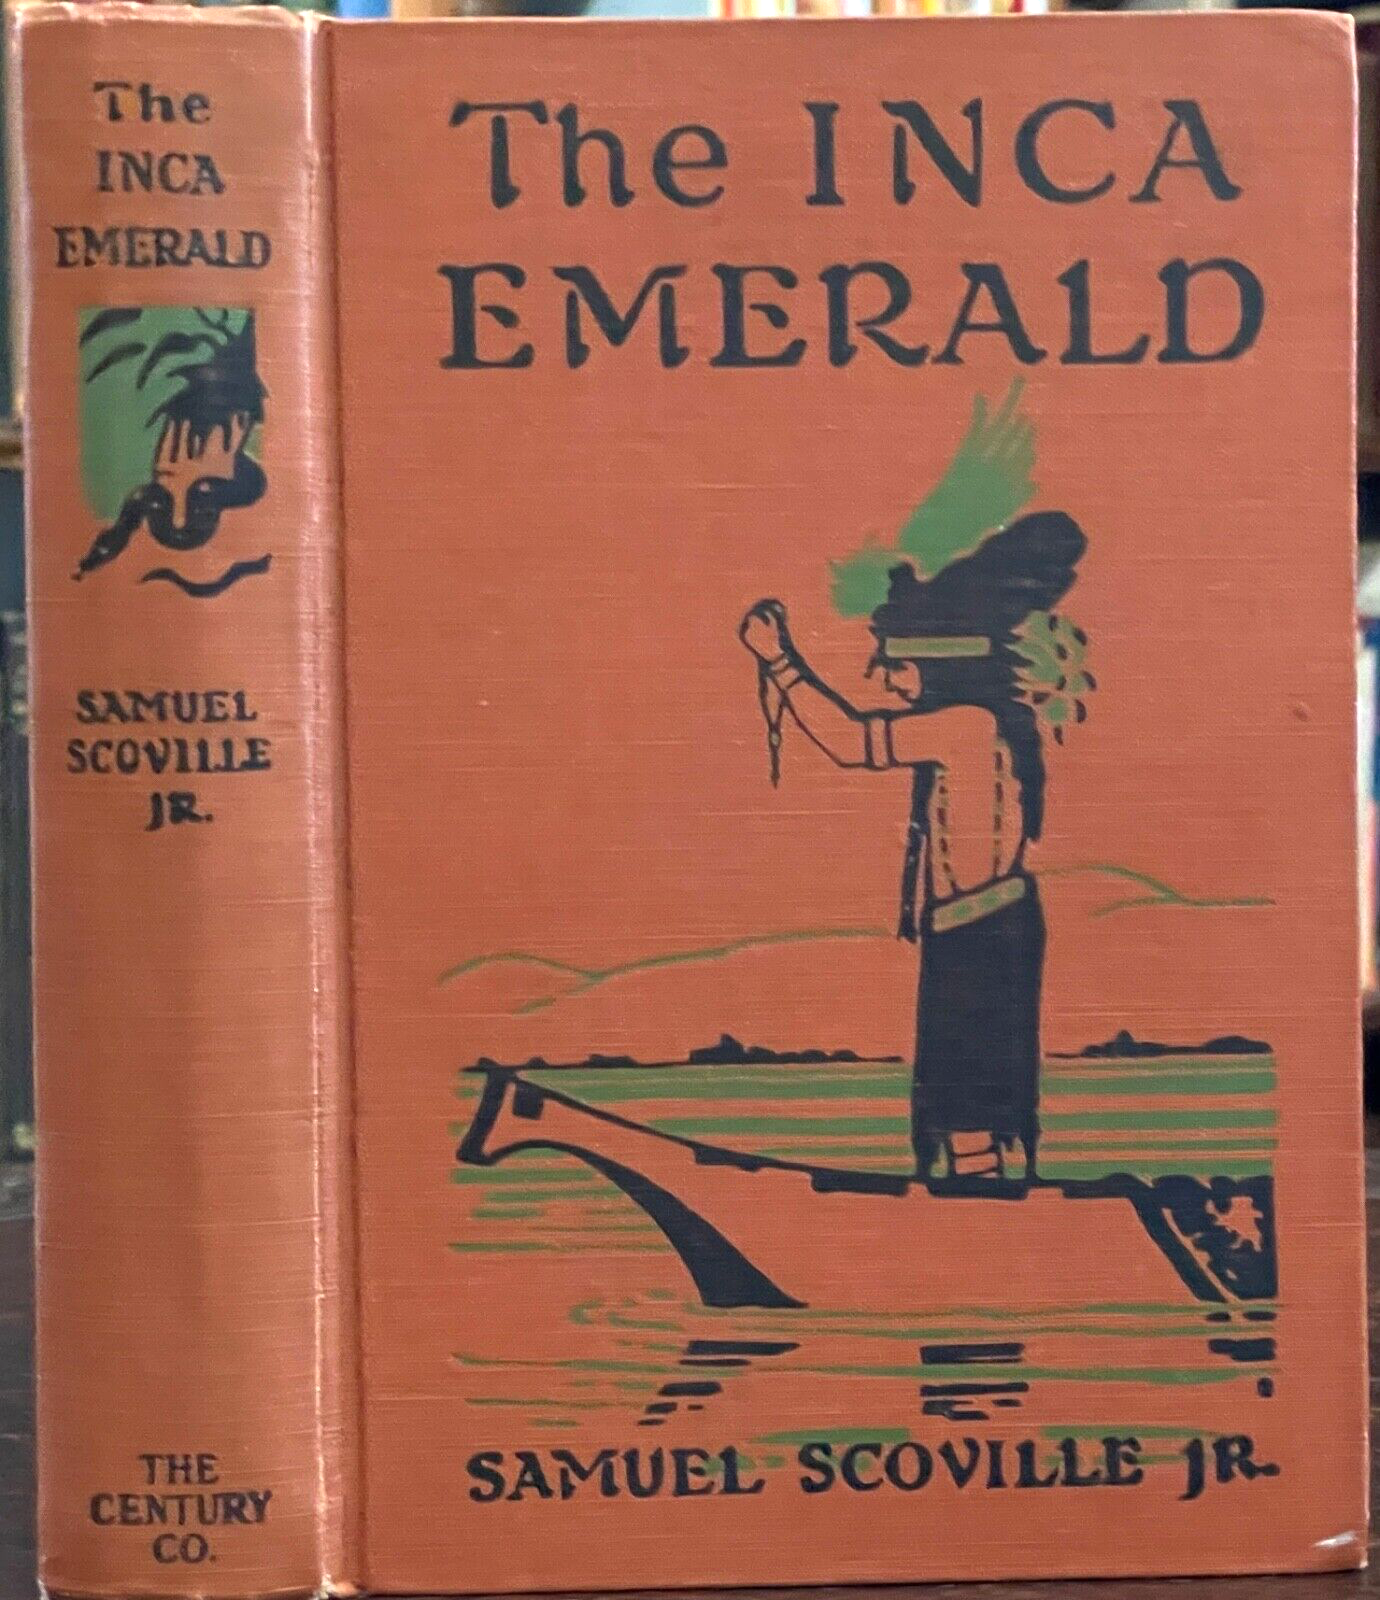 The
INCA
EMERALD
SAMUEL
SCOVILLE
JR.
THE
CENTURY
CO.
The INCA
EMERALD
SAMUEL SCOVILLE JR.